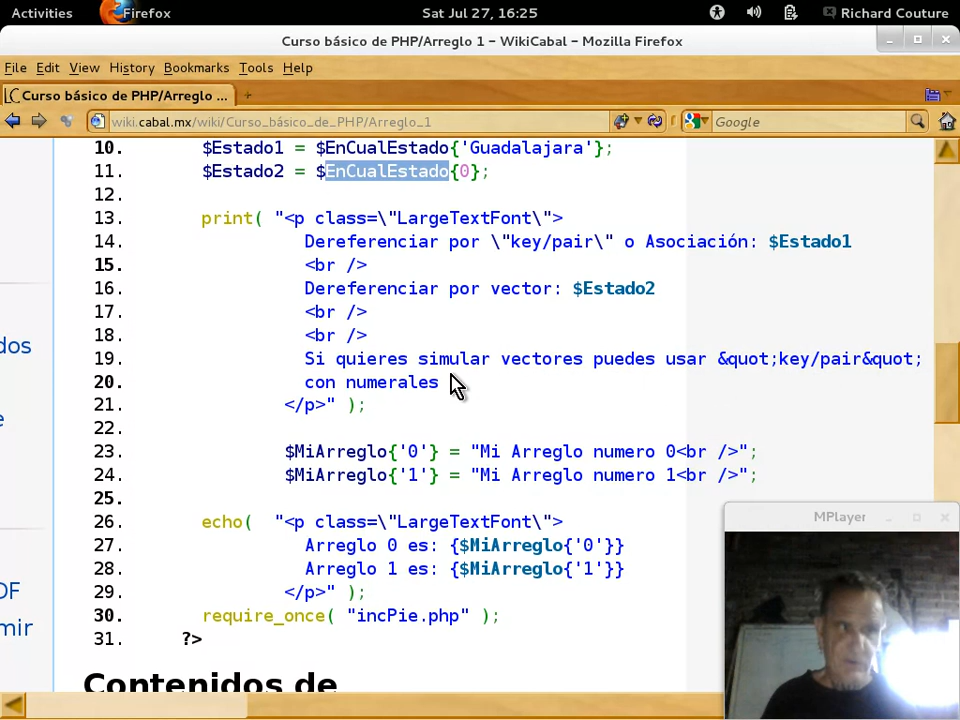 Activities Firefox Sat Jul 27, 16:25 Richard Couture
Curso básico de PHP/Arreglo 1 – WikiCabal – Mozilla Firefox
File Edit View History Bookmarks Tools Help
Curso básico de PHP/Arreglo ...
wiki.cabal.mx/wiki/Curso_básico_de_PHP/Arreglo_1 Google
10. $Estado1 = $EnCualEstado{'Guadalajara'};
11. $Estado2 = $EnCualEstado{0};
12.
13. print( "<p class=\"LargeTextFont\">
14. Dereferenciar por \"key/pair\" o Asociación: $Estado1
15. <br />
16. Dereferenciar por vector: $Estado2
17. <br />
18. <br />
19. Si quieres simular vectores puedes usar &quot;key/pair&quot;
20. con numerales
21. </p>" );
22.
23. $MiArreglo{'0'} = "Mi Arreglo numero 0<br />";
24. $MiArreglo{'1'} = "Mi Arreglo numero 1<br />";
25.
26. echo( "<p class=\"LargeTextFont\">
27. Arreglo 0 es: {$MiArreglo{'0'}}
28. Arreglo 1 es: {$MiArreglo{'1'}}
29. </p>" );
30. require_once( "incPie.php" );
31. ?>
Contenidos de
dos
e
DF
mir
MPlayer